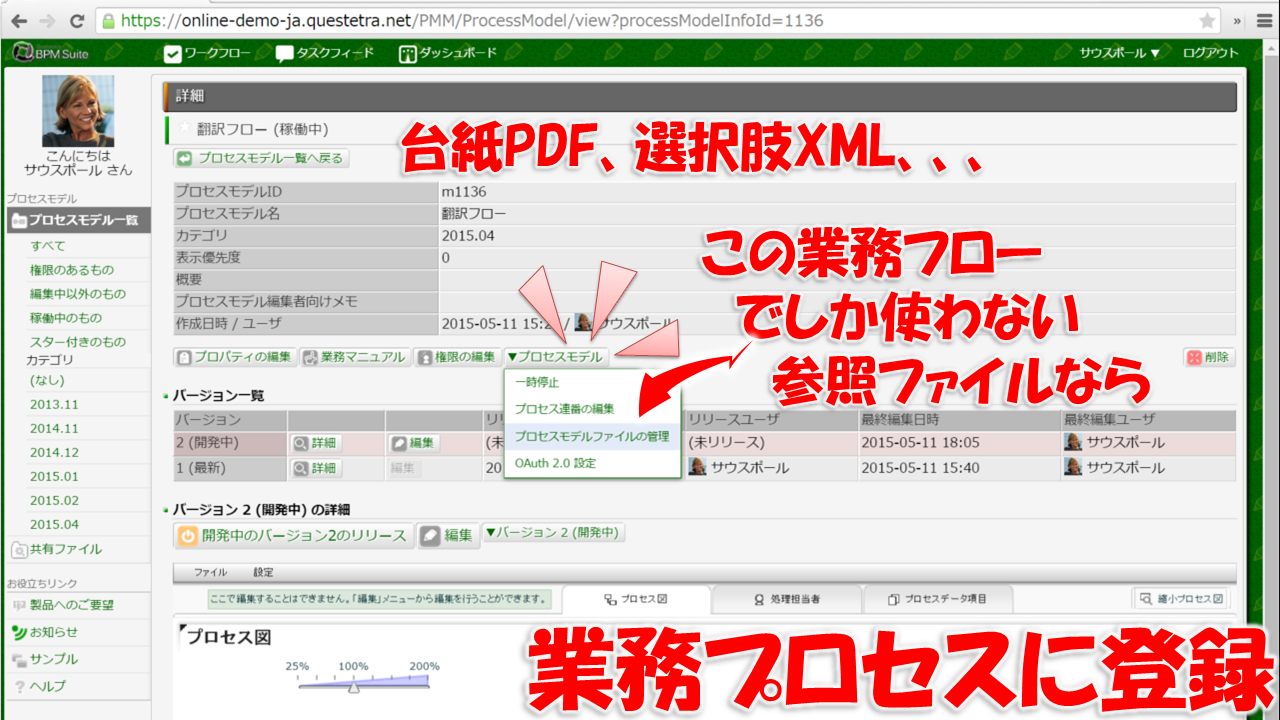 https://online-demo-ja.questetra.net/PMM/ProcessModel/view?processModelInfoId=1136
BPM Suite
ワークフロー
タスクフィード
ダッシュボード
サウスポール▼
ログアウト
こんにちは
サウスポール さん
プロセスモデル
プロセスモデル一覧
すべて
権限のあるもの
編集中以外のもの
稼働中のもの
スター付きのもの
カテゴリ
(なし)
2013.11
2014.11
2014.12
2015.01
2015.02
2015.04
共有ファイル
お役立ちリンク
製品へのご要望
お知らせ
サンプル
ヘルプ
詳細
翻訳フロー (稼働中)
台紙PDF、選択肢XML、、、
プロセスモデル一覧へ戻る
プロセスモデルID m1136
プロセスモデル名 翻訳フロー
カテゴリ 2015.04
表示優先度 0
概要
プロセスモデル編集者向けメモ
作成日時 / ユーザ 2015-05-11 15:2 / サウスポール
この業務フロー
でしか使わない
参照ファイルなら
プロパティの編集 業務マニュアル 権限の編集 ▼プロセスモデル 削除
一時停止
プロセス連番の編集
プロセスモデルファイルの管理
OAuth 2.0 設定
バージョン一覧
バージョン リリ リリースユーザ 最終編集日時 最終編集ユーザ
2 (開発中) 詳細 編集 (未 (未リリース) 2015-05-11 18:05 サウスポール
1 (最新) 詳細 編集 20 サウスポール 2015-05-11 15:40 サウスポール
バージョン 2 (開発中) の詳細
開発中のバージョン2のリリース 編集 ▼バージョン 2 (開発中)
ファイル 設定
ここで編集することはできません。「編集」メニューから編集を行うことができます。
プロセス図 処理担当者 プロセスデータ項目 縮小プロセス図
プロセス図
25% 100% 200%
業務プロセスに登録